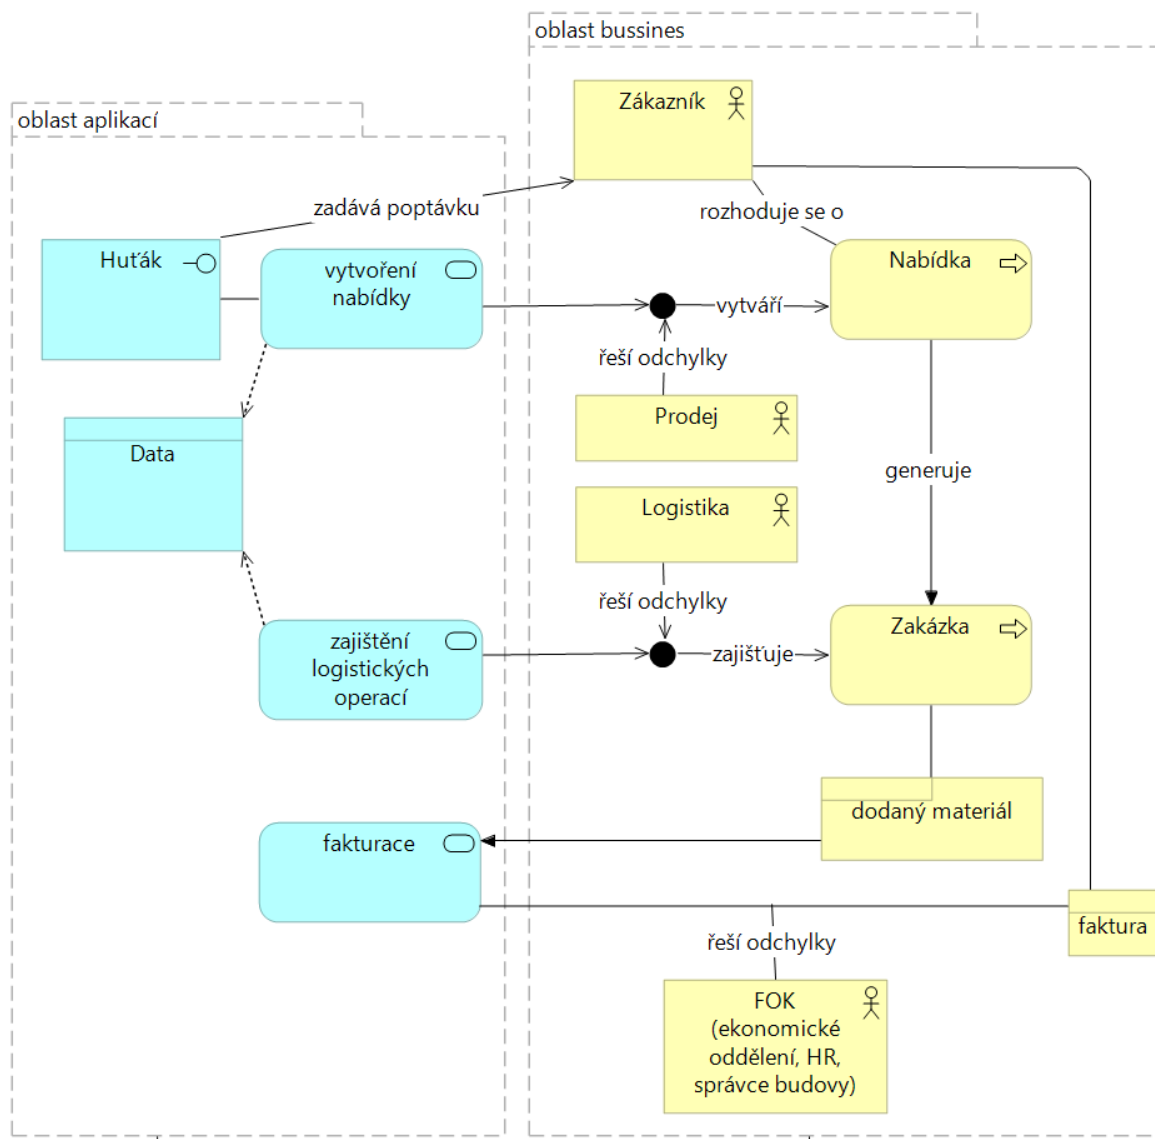 oblast bussines
Zákazník
oblast aplikací
zadává poptávku
rozhoduje se o
Huťák
vytvoření
nabídky
Nabídka
vytváří
řeší odchylky
Prodej
Data
generuje
Logistika
řeší odchylky
zajištění
logistických
operací
zajišťuje
Zakázka
dodaný materiál
fakturace
faktura
řeší odchylky
FOK
(ekonomické
oddělení, HR,
správce budovy)